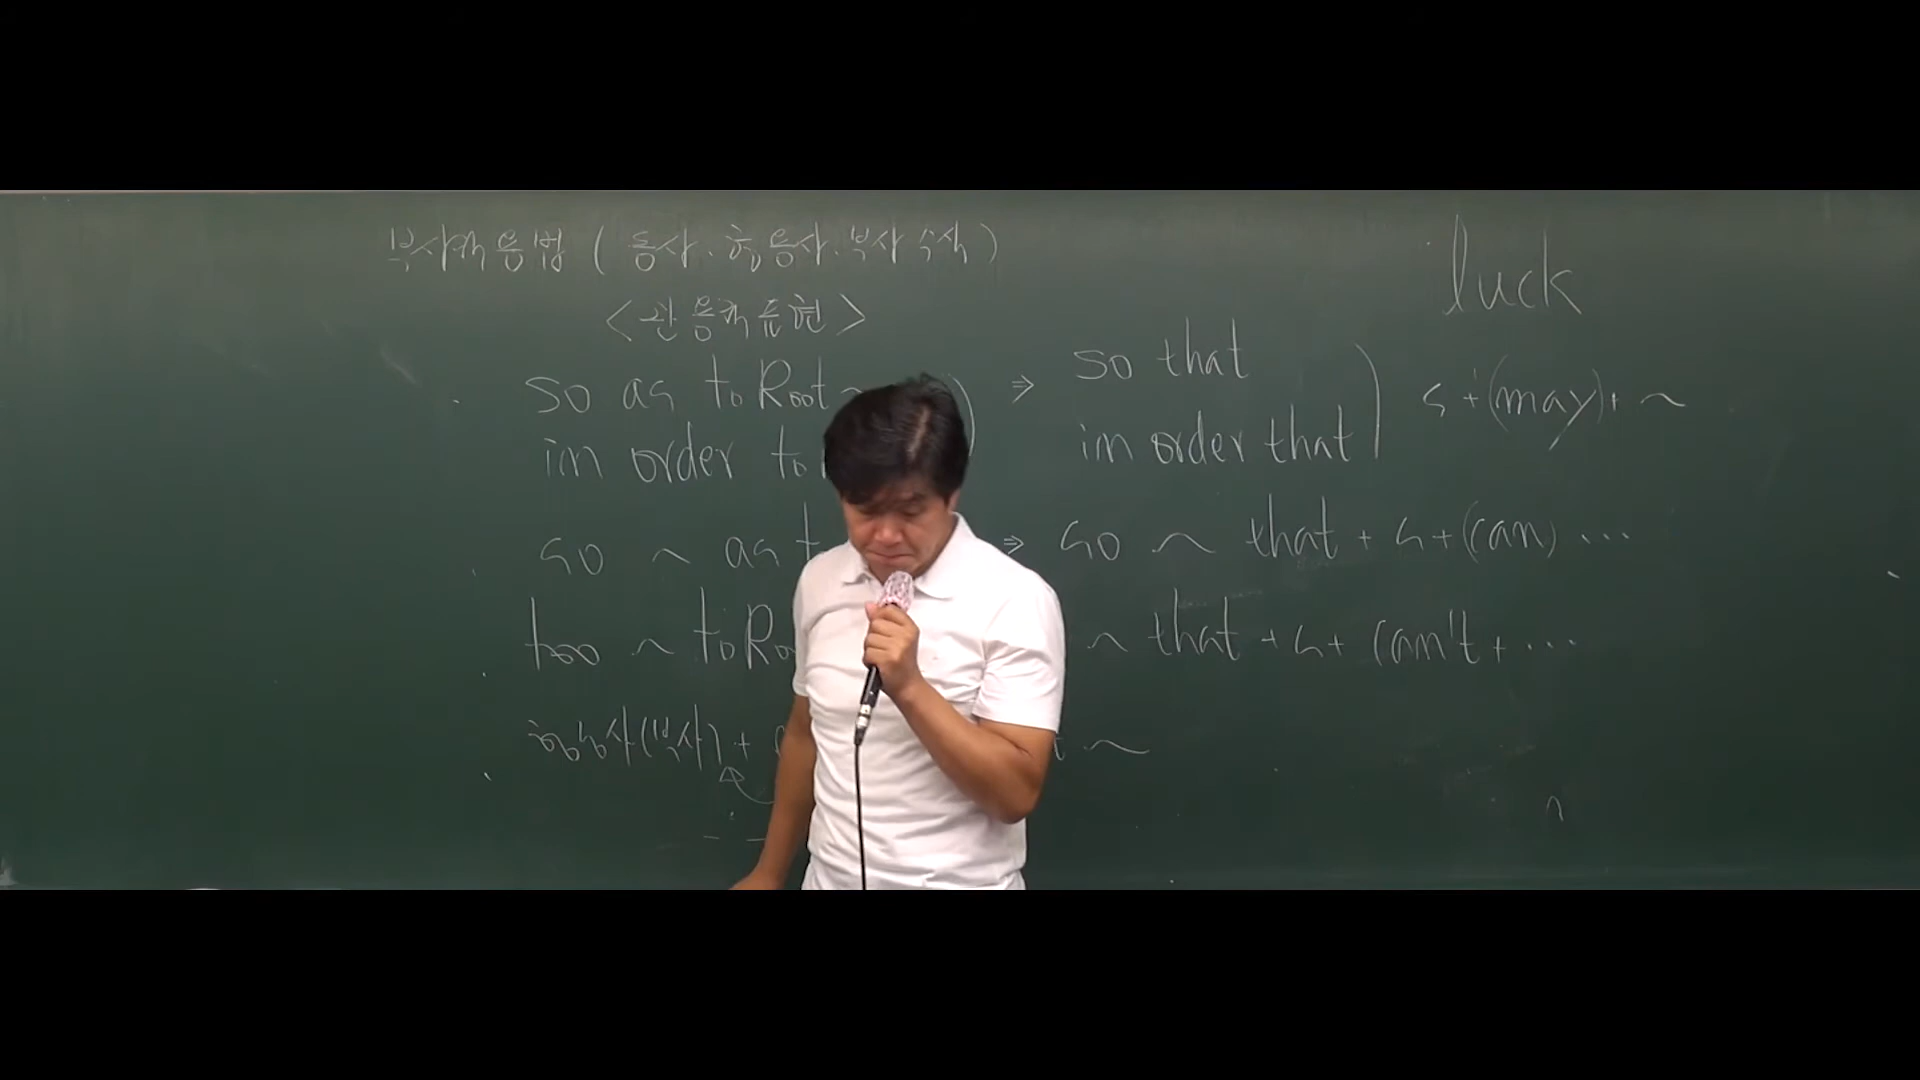 부사적용법 ( 동사. 형용사. 부사 수식 )
luck
< 관용적표현 >
so as to Root ~ ) ⇒ so that ) S + (may) + ~
in order to in order that
so ~ as t ⇒ so ~ that + S + (can) ...
too ~ to Roo ~ that + S + can't + ...
형용사(부사) + t ~